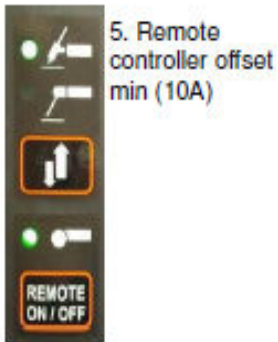 5. Remote
controller offset
min (10A)
REMOTE
ON / OFF